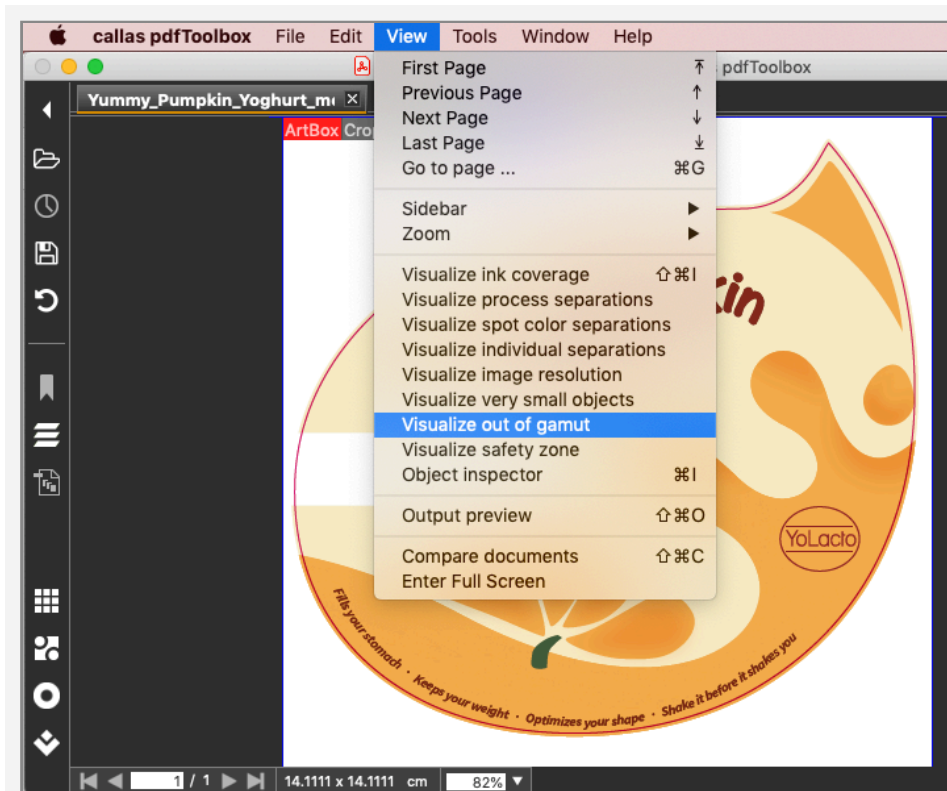 callas pdfToolbox File Edit View Tools Window Help
pdfToolbox
Yummy_Pumpkin_Yoghurt_m
ArtBox Cro
First Page
Previous Page
Next Page
Last Page
Go to page ... ⌘G
Sidebar
Zoom
Visualize ink coverage ⇧⌘I
Visualize process separations
Visualize spot color separations
Visualize individual separations
Visualize image resolution
Visualize very small objects
Visualize out of gamut
Visualize safety zone
Object inspector ⌘I
Output preview ⇧⌘O
Compare documents ⇧⌘C
Enter Full Screen
kin
YoLacto
Fills your stomach · Keeps your weight · Optimizes your shape · Shake it before it shakes you
1 / 1 14.1111 x 14.1111 cm 82%